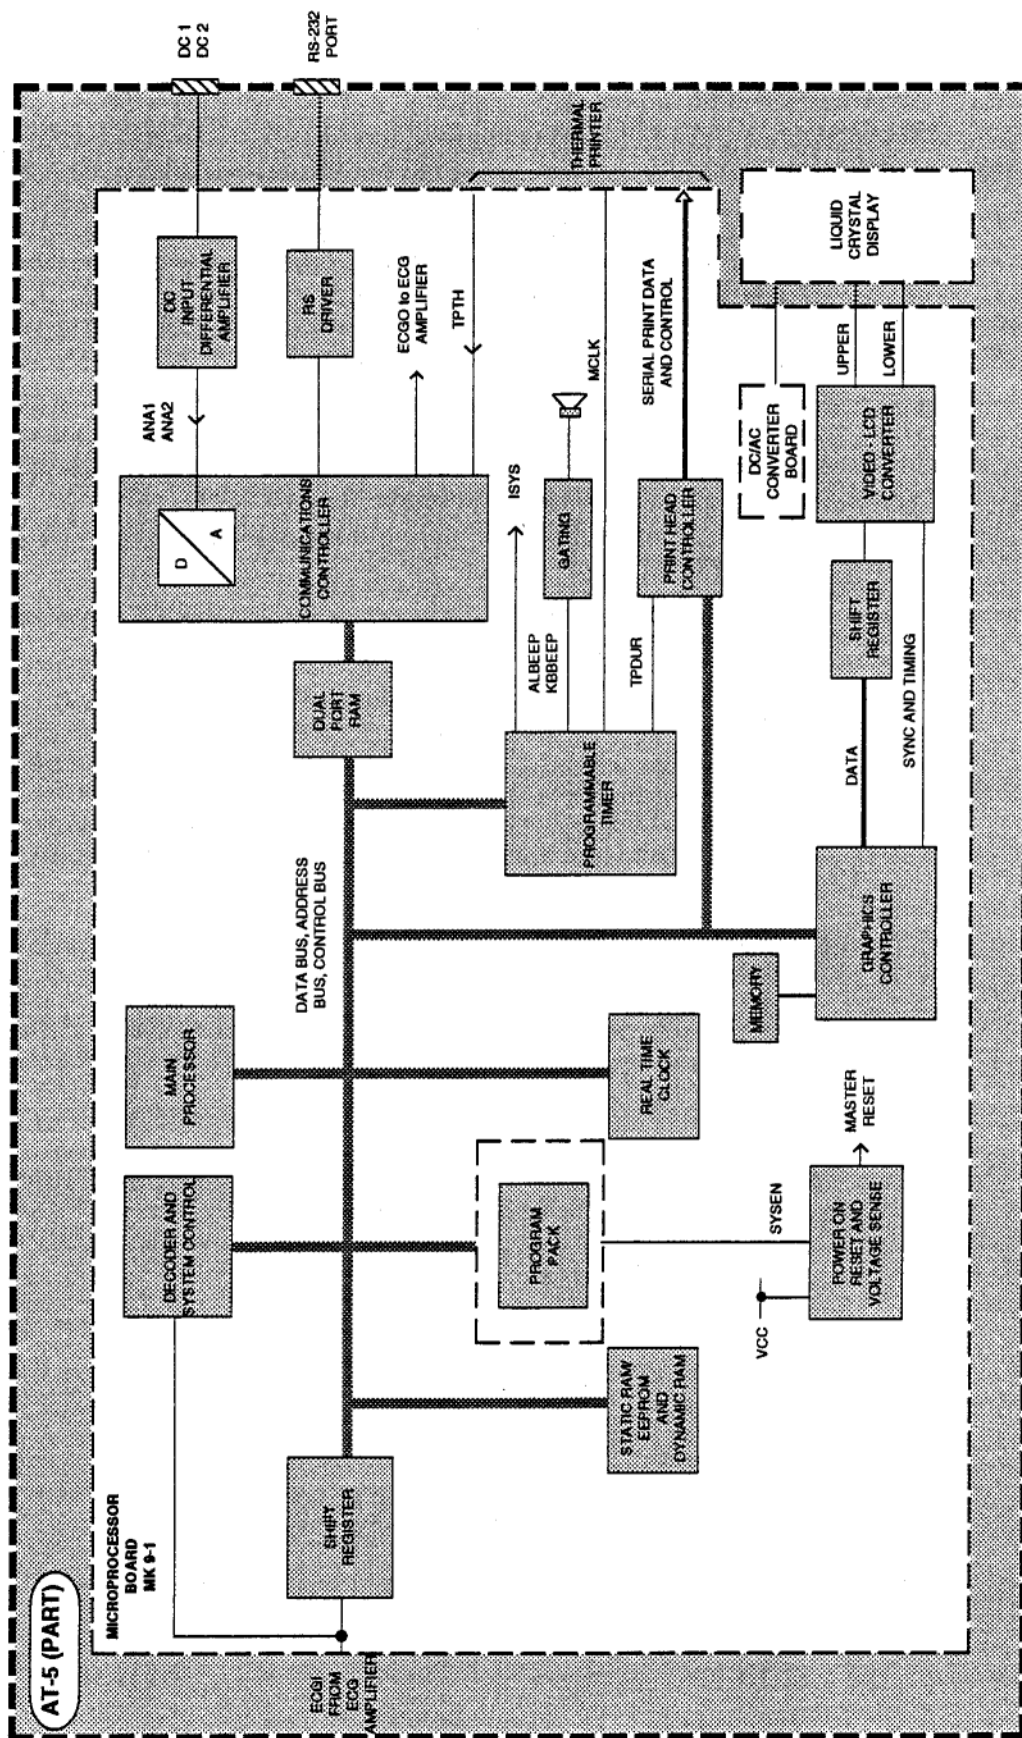 AT-5 (PART)
MICROPROCESSOR
BOARD
MK 9-1
ECGI
FROM
ECG
AMPLIFIER
SHIFT
REGISTER
DECODER AND
SYSTEM CONTROL
MAIN
PROCESSOR
DATA BUS, ADDRESS
BUS, CONTROL BUS
DUAL
PORT
RAM
COMMUNICATIONS
CONTROLLER
D
A
ANA1
ANA2
DC
INPUT
DIFFERENTIAL
AMPLIFIER
DC 1
DC 2
RS
DRIVER
RS-232
PORT
ECGO to ECG
AMPLIFIER
TPTH
THERMAL
PRINTER
STATIC RAM/
EEPROM
AND
DYNAMIC RAM
PROGRAM
PACK
REAL TIME
CLOCK
PROGRAMMABLE
TIMER
ISYS
ALBEEP
KBBEEP
GATING
MCLK
TPDUR
PRINT HEAD
CONTROLLER
SERIAL PRINT DATA
AND CONTROL
VCC
SYSEN
POWER ON
RESET AND
VOLTAGE SENSE
MASTER
RESET
MEMORY
GRAPHICS
CONTROLLER
DATA
SYNC AND TIMING
SHIFT
REGISTER
VIDEO - LCD
CONVERTER
DC/AC
CONVERTER
BOARD
UPPER
LOWER
LIQUID
CRYSTAL
DISPLAY